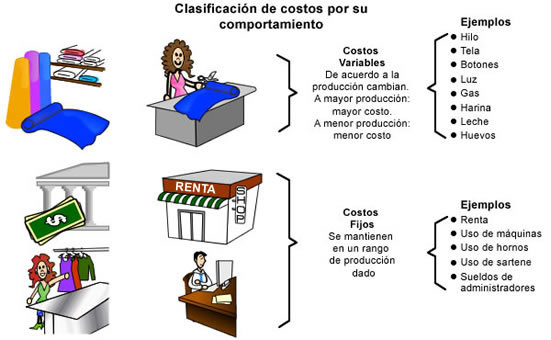 Clasificación de costos por su
comportamiento
Costos
Variables
De acuerdo a la
producción cambian.
A mayor producción:
mayor costo.
A menor producción:
menor costo
Ejemplos
Hilo
Tela
Botones
Luz
Gas
Harina
Leche
Huevos
$
RENTA
SHOP
Costos
Fijos
Se mantienen
en un rango
de producción
dado
Ejemplos
Renta
Uso de máquinas
Uso de hornos
Uso de sartene
Sueldos de
administradores